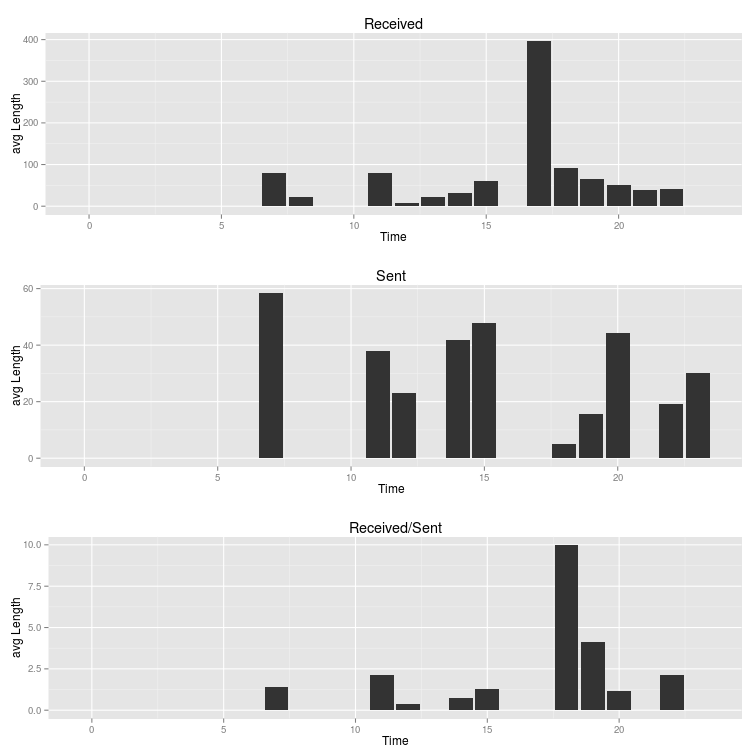 Received
400
300
200
100
0
avg Length
0 5 10 15 20
Time
Sent
60
40
20
0
avg Length
0 5 10 15 20
Time
Received/Sent
10.0
7.5
5.0
2.5
0.0
avg Length
0 5 10 15 20
Time